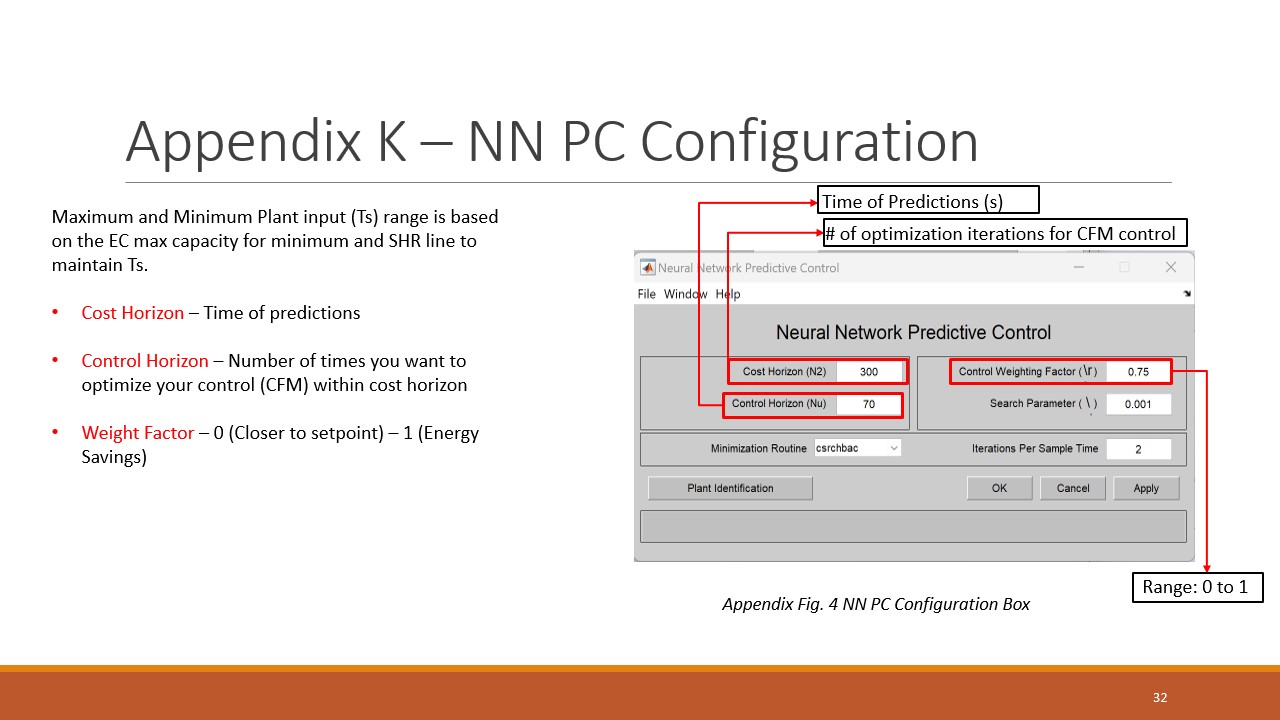 Appendix K – NN PC Configuration
Maximum and Minimum Plant input (Ts) range is based
on the EC max capacity for minimum and SHR line to
maintain Ts.
• Cost Horizon – Time of predictions
• Control Horizon – Number of times you want to
optimize your control (CFM) within cost horizon
• Weight Factor – 0 (Closer to setpoint) – 1 (Energy
Savings)
Time of Predictions (s)
# of optimization iterations for CFM control
Neural Network Predictive Control
File Window Help
Neural Network Predictive Control
Cost Horizon (N2) 300
Control Horizon (Nu) 70
Control Weighting Factor ( \r )  0.75
Search Parameter ( \ ) 0.001
Minimization Routine csrchbac
Iterations Per Sample Time 2
Plant Identification
OK Cancel Apply
Range: 0 to 1
Appendix Fig. 4 NN PC Configuration Box
32